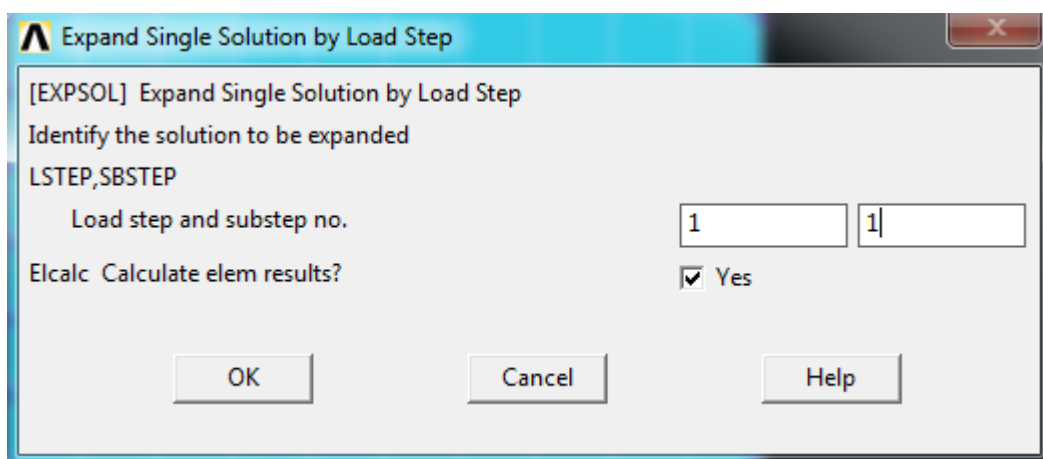 Expand Single Solution by Load Step
[EXPSOL] Expand Single Solution by Load Step
Identify the solution to be expanded
LSTEP,SBSTEP
Load step and substep no. 1 1
Elcalc Calculate elem results? Yes
OK Cancel Help